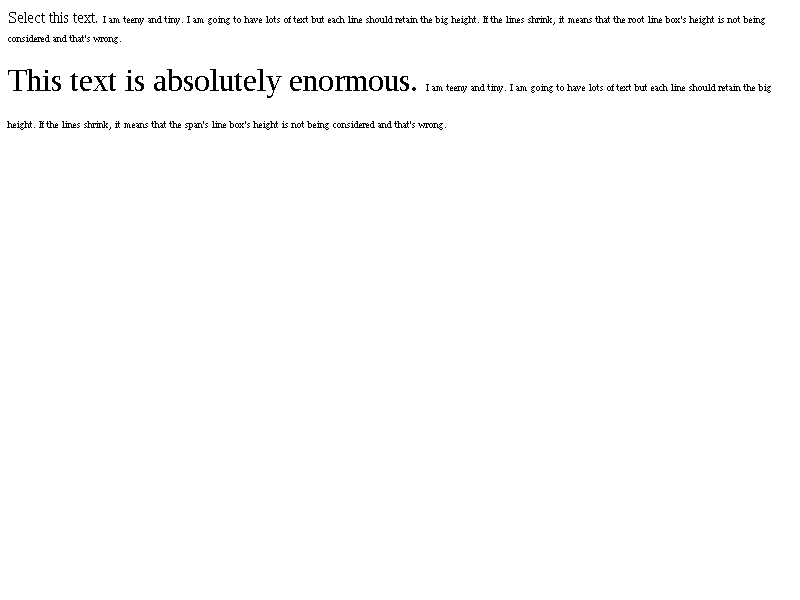 Select this text. I am teeny and tiny. I am going to have lots of text but each line should retain the big height. If the lines shrink, it means that the root line box's height is not being
considered and that's wrong.
This text is absolutely enormous. I am teeny and tiny. I am going to have lots of text but each line should retain the big
height. If the lines shrink, it means that the span's line box's height is not being considered and that's wrong.